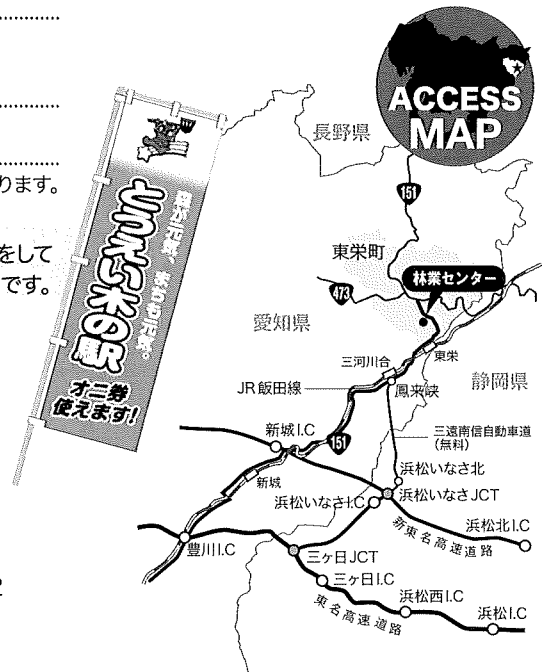 ります。
をして
です。
森が元気、まちも元気。
とうえい木の駅
オニ券
使えます!
ACCESS
MAP
長野県
151
東栄町
林業センター
473
愛知県
東栄
三河川合
静岡県
JR飯田線
鳳来峡
三遠南信自動車道
(無料)
新城I.C
151
浜松いなさ北
新城
浜松いなさI.C
浜松いなさJCT
浜松北I.C
新東名高速道路
豊川I.C
三ヶ日JCT
三ヶ日I.C
浜松西I.C
東名高速道路
浜松I.C